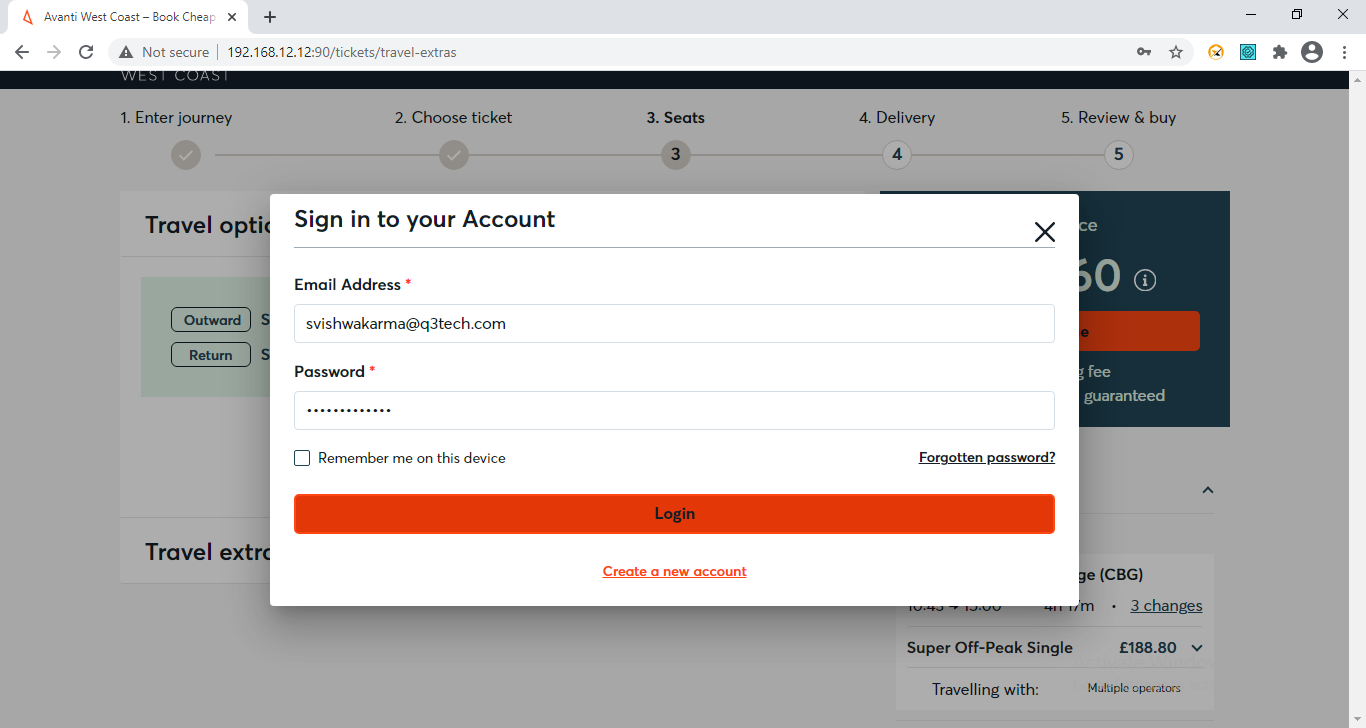 Avanti West Coast – Book Cheap
Not secure
192.168.12.12:90/tickets/travel-extras
WEST COAST
1. Enter journey
2. Choose ticket
3. Seats
4. Delivery
5. Review & buy
3
4
5
Travel optio
Sign in to your Account
ce
60
Email Address *
svishwakarma@q3tech.com
Outward S
e
Return S
Password *
•••••••••••••
g fee
guaranteed
Remember me on this device
Forgotten password?
Login
Travel extra
Create a new account
ge (CBG)
10:43 → 15:00 4h 17m • 3 changes
Super Off-Peak Single £188.80
Travelling with: Multiple operators